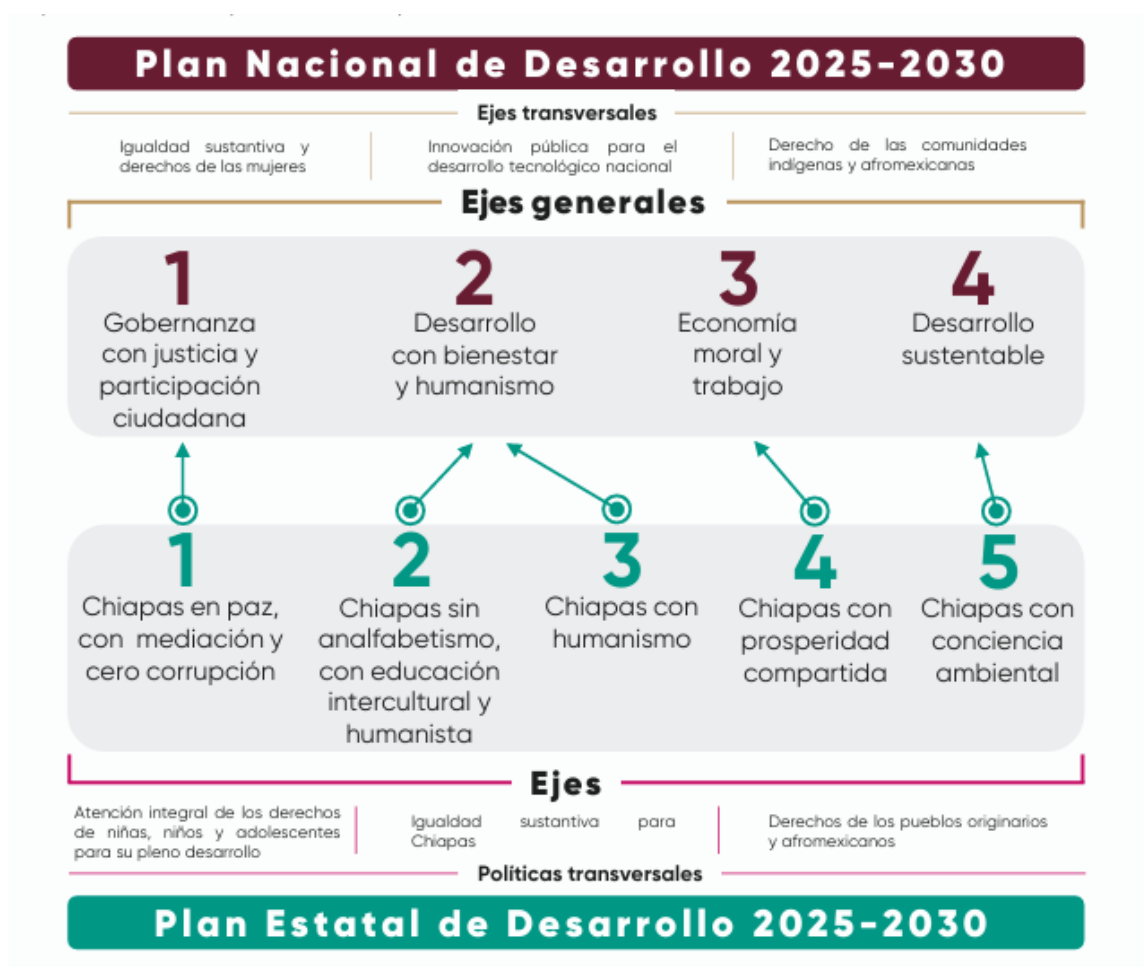 Plan Nacional de Desarrollo 2025-2030
Ejes transversales
Igualdad sustantiva y
derechos de las mujeres
Innovación pública para el
desarrollo tecnológico nacional
Derecho de las comunidades
indígenas y afromexicanas
Ejes generales
1
Gobernanza
con justicia y
participación
ciudadana
2
Desarrollo
con bienestar
y humanismo
3
Economía
moral y
trabajo
4
Desarrollo
sustentable
1
Chiapas en paz,
con mediación y
cero corrupción
2
Chiapas sin
analfabetismo,
con educación
intercultural y
humanista
3
Chiapas con
humanismo
4
Chiapas con
prosperidad
compartida
5
Chiapas con
conciencia
ambiental
Ejes
Atención integral de los derechos
de niñas, niños y adolescentes
para su pleno desarrollo
Igualdad sustantiva para
Chiapas
Derechos de los pueblos originarios
y afromexicanos
Políticas transversales
Plan Estatal de Desarrollo 2025-2030